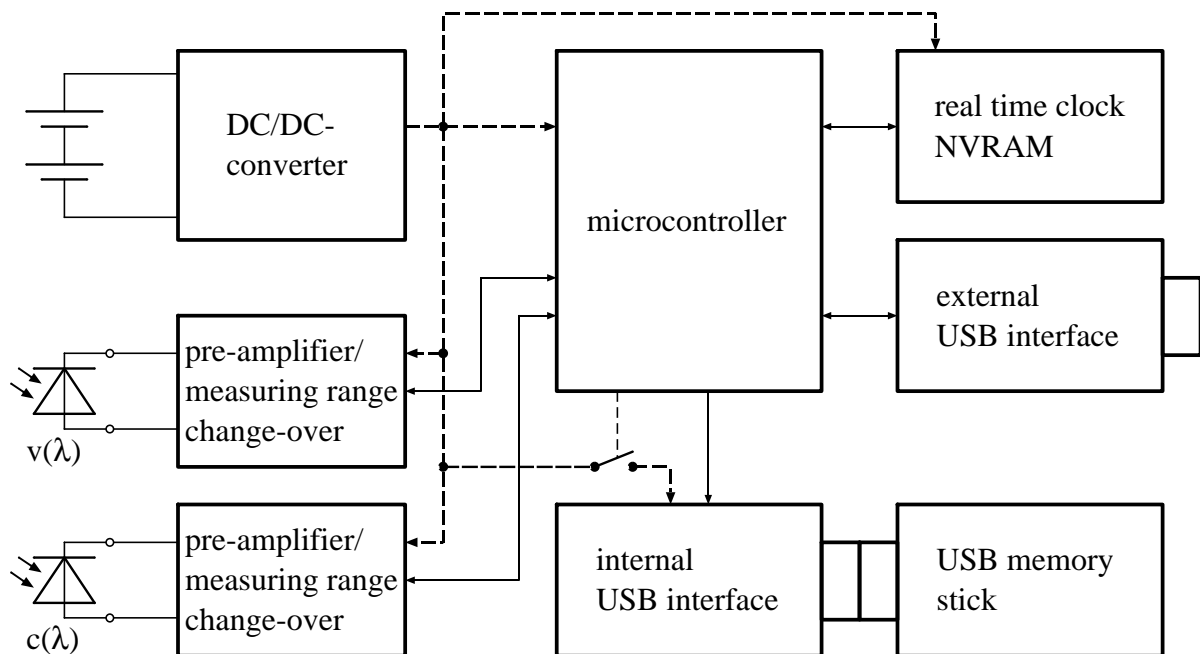 DC/DC-
converter
microcontroller
real time clock
NVRAM
external
USB interface
pre-amplifier/
measuring range
change-over
v(λ)
pre-amplifier/
measuring range
change-over
c(λ)
internal
USB interface
USB memory
stick